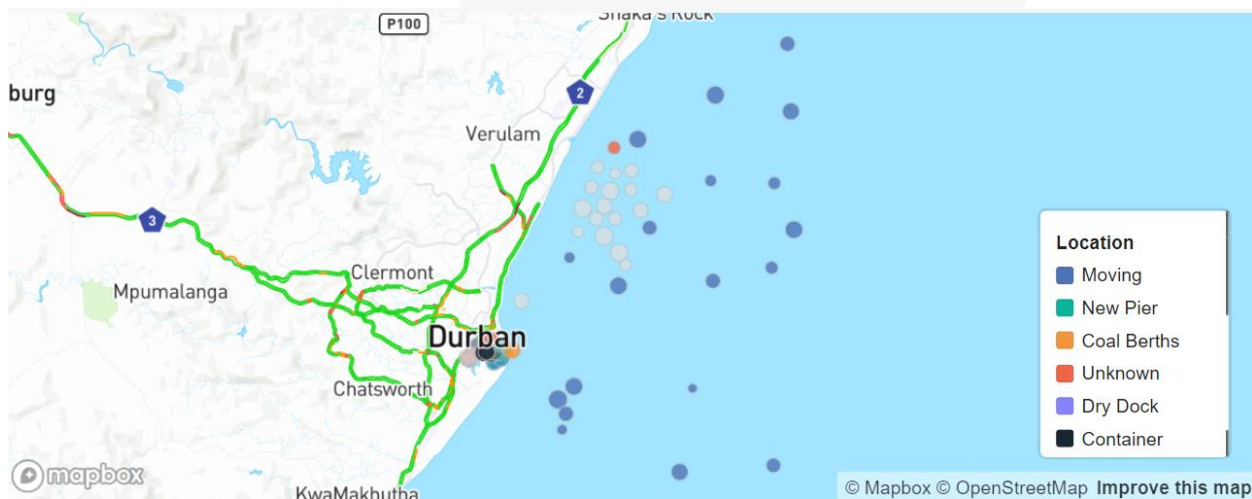 Shaka's Rock
P100
burg
2
Verulam
3
Clermont
Mpumalanga
Durban
Chatsworth
KwaMakhutha
Location
Moving
New Pier
Coal Berths
Unknown
Dry Dock
Container
mapbox
© Mapbox © OpenStreetMap Improve this map